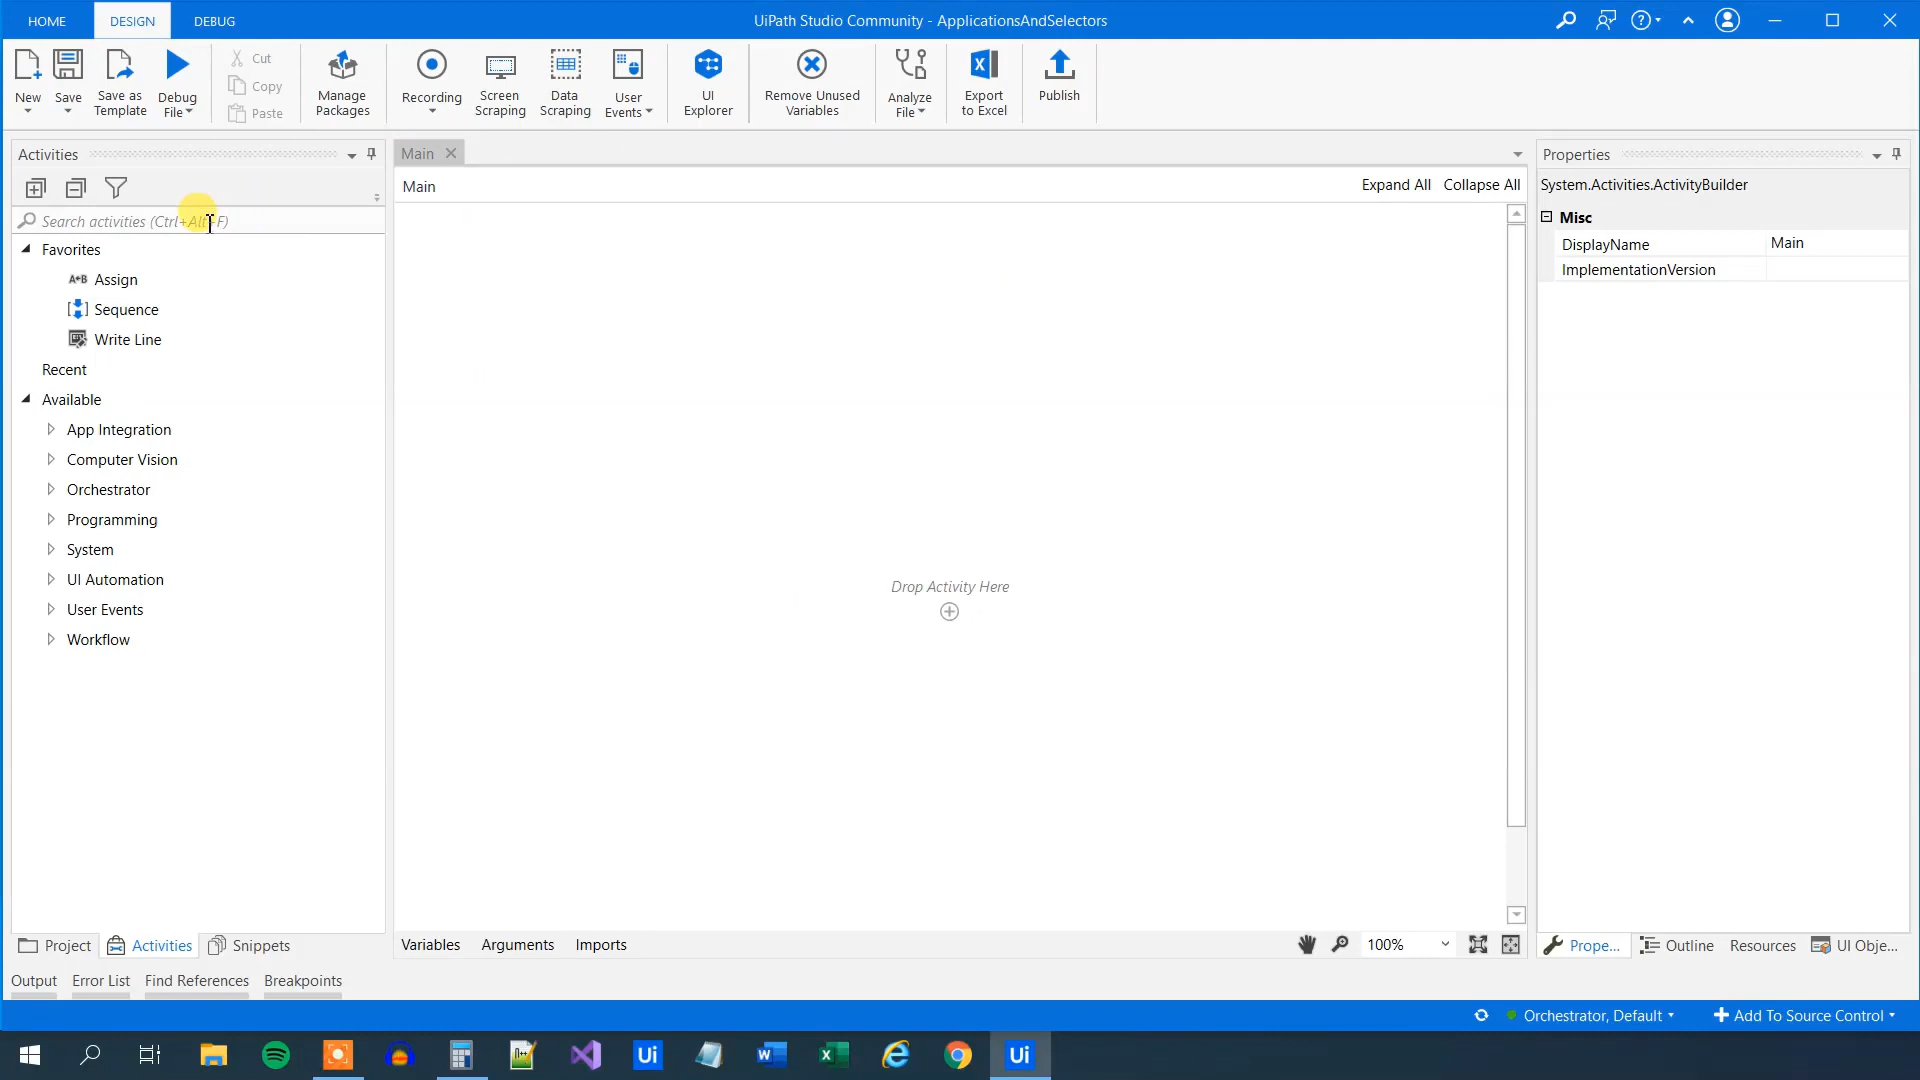 HOME
DESIGN
DEBUG
UiPath Studio Community - ApplicationsAndSelectors
New
Save
Save as
Template
Debug
File
Cut
Copy
Paste
Manage
Packages
Recording
Screen
Scraping
Data
Scraping
User
Events
UI
Explorer
Remove Unused
Variables
Analyze
File
Export
to Excel
Publish
Activities
Search activities (Ctrl+Alt+F)
Favorites
Assign
Sequence
Write Line
Recent
Available
App Integration
Computer Vision
Orchestrator
Programming
System
UI Automation
User Events
Workflow
Project
Activities
Snippets
Main
Main
Expand All
Collapse All
Drop Activity Here
Variables
Arguments
Imports
100%
Properties
System.Activities.ActivityBuilder
Misc
DisplayName
Main
ImplementationVersion
Prope...
Outline
Resources
UI Obje...
Output
Error List
Find References
Breakpoints
Orchestrator, Default
Add To Source Control
Ui
Ui